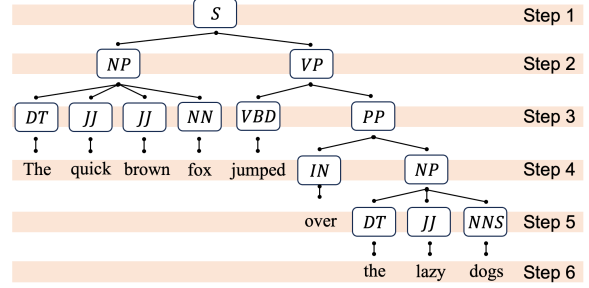 S Step 1
NP VP Step 2
DT JJ JJ NN VBD PP Step 3
The quick brown fox jumped IN NP Step 4
over DT JJ NNS Step 5
the lazy dogs Step 6